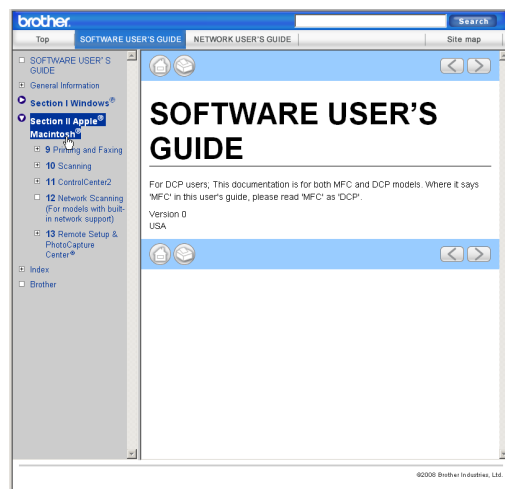 brother.
Search
Top
SOFTWARE USER'S GUIDE
NETWORK USER'S GUIDE
Site map
SOFTWARE USER' S
GUIDE
General Information
Section I Windows®
Section II Apple®
Macintosh®
9 Printing and Faxing
10 Scanning
11 ControlCenter2
12 Network Scanning
(For models with built-
in network support)
13 Remote Setup &
PhotoCapture
Center®
Index
Brother
SOFTWARE USER'S
GUIDE
For DCP users; This documentation is for both MFC and DCP models. Where it says
'MFC' in this user's guide, please read 'MFC' as 'DCP'.
Version 0
USA
©2008 Brother Industries, Ltd.